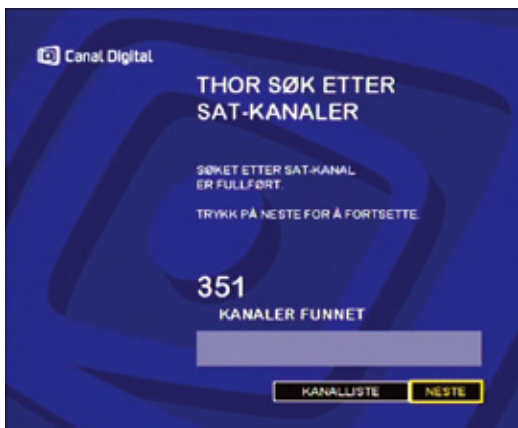 Canal Digital
THOR SØK ETTER
SAT-KANALER
SØKET ETTER SAT-KANAL
ER FULLFØRT.
TRYKK PÅ NESTE FOR Å FORTSETTE.
351
KANALER FUNNET
KANALLISTE NESTE